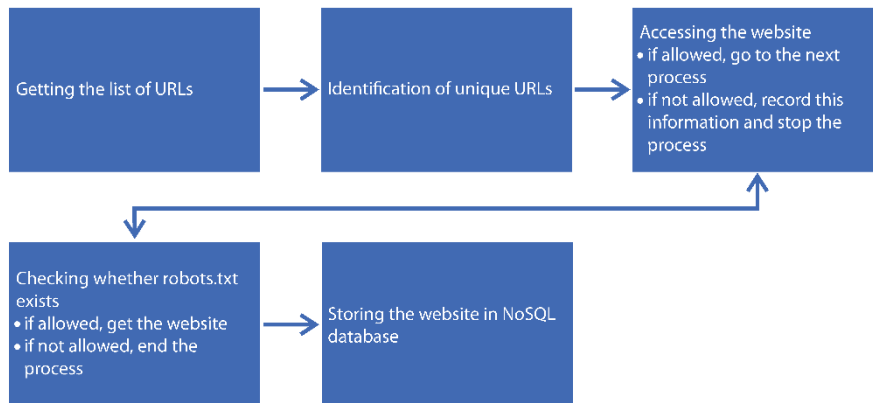 Getting the list of URLs
Identification of unique URLs
Accessing the website
• if allowed, go to the next
process
• if not allowed, record this
information and stop the
process
Checking whether robots.txt
exists
• if allowed, get the website
• if not allowed, end the
process
Storing the website in NoSQL
database